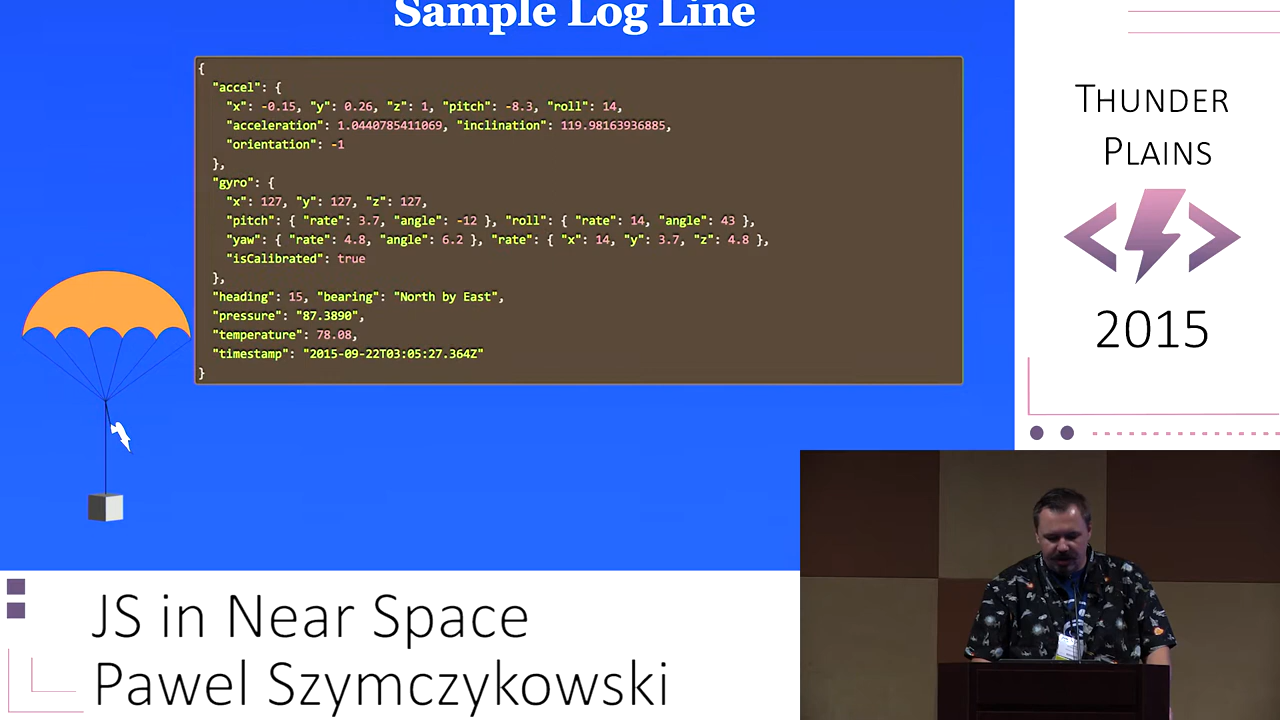 Sample Log Line
{
"accel": {
"x": -0.15, "y": 0.26, "z": 1, "pitch": -8.3, "roll": 14,
"acceleration": 1.0440785411069, "inclination": 119.98163936885,
"orientation": -1
},
"gyro": {
"x": 127, "y": 127, "z": 127,
"pitch": { "rate": 3.7, "angle": -12 }, "roll": { "rate": 14, "angle": 43 },
"yaw": { "rate": 4.8, "angle": 6.2 }, "rate": { "x": 14, "y": 3.7, "z": 4.8 },
"isCalibrated": true
},
"heading": 15, "bearing": "North by East",
"pressure": "87.3890",
"temperature": 78.08,
"timestamp": "2015-09-22T03:05:27.364Z"
}
THUNDER
PLAINS
< >
2015
JS in Near Space
Pawel Szymczykowski